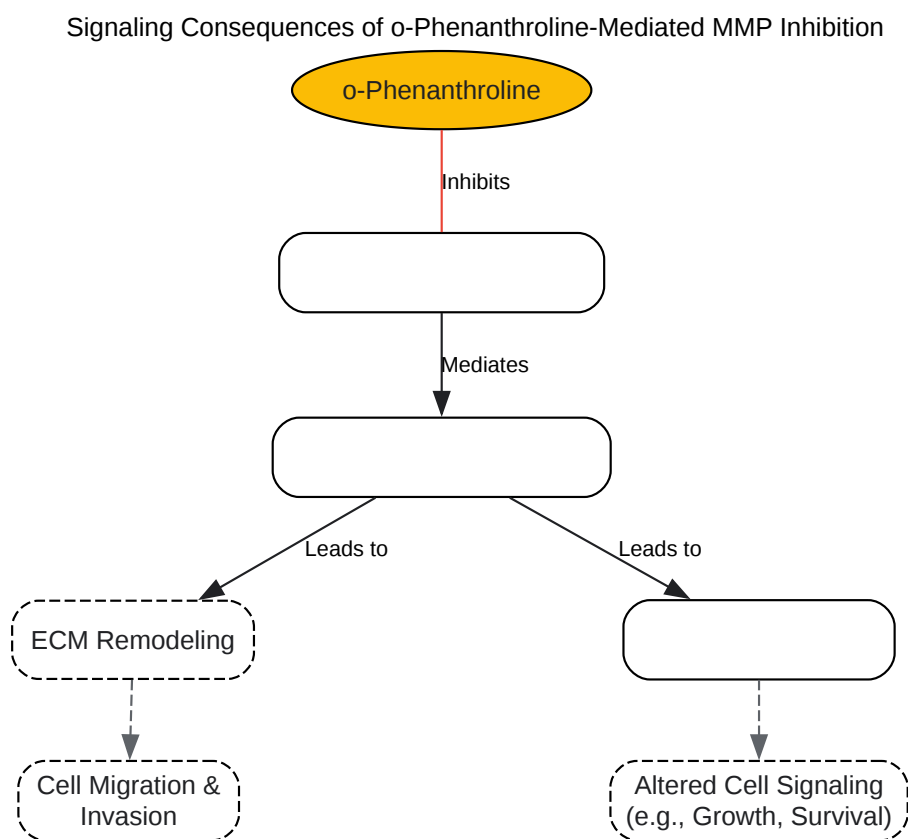 Signaling Consequences of o-Phenanthroline-Mediated MMP Inhibition
o-Phenanthroline
Inhibits
Mediates
Leads to
Leads to
ECM Remodeling
Cell Migration &
Invasion
Altered Cell Signaling
(e.g., Growth, Survival)